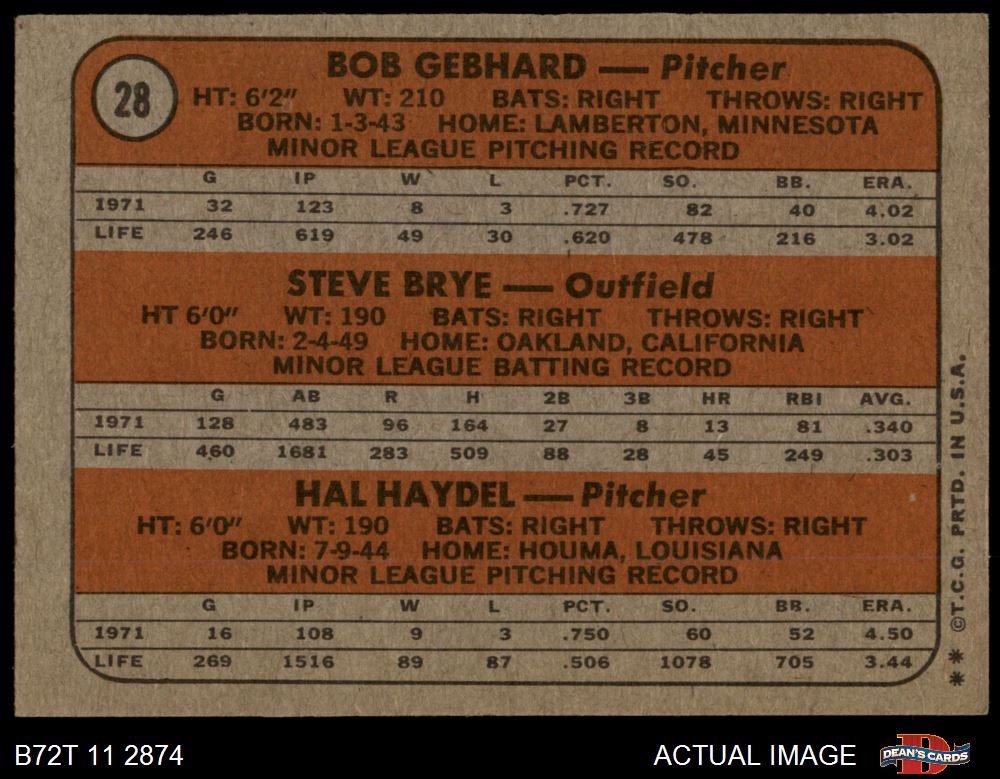 28
BOB GEBHARD — Pitcher
HT: 6'2" WT: 210 BATS: RIGHT THROWS: RIGHT
BORN: 1-3-43 HOME: LAMBERTON, MINNESOTA
MINOR LEAGUE PITCHING RECORD
G IP W L PCT. SO. BB. ERA.
1971 32 123 8 3 .727 82 40 4.02
LIFE 246 619 49 30 .620 478 216 3.02
STEVE BRYE — Outfield
HT 6'0" WT: 190 BATS: RIGHT THROWS: RIGHT
BORN: 2-4-49 HOME: OAKLAND, CALIFORNIA
MINOR LEAGUE BATTING RECORD
G AB R H 2B 3B HR RBI AVG.
1971 128 483 96 164 27 8 13 81 .340
LIFE 460 1681 283 509 88 28 45 249 .303
HAL HAYDEL — Pitcher
HT: 6'0" WT: 190 BATS: RIGHT THROWS: RIGHT
BORN: 7-9-44 HOME: HOUMA, LOUISIANA
MINOR LEAGUE PITCHING RECORD
G IP W L PCT. SO. BB. ERA.
1971 16 108 9 3 .750 60 52 4.50
LIFE 269 1516 89 87 .506 1078 705 3.44
** ©T.C.G. PRTD. IN U.S.A.
B72T 11 2874 ACTUAL IMAGE
D
DEAN'S CARDS